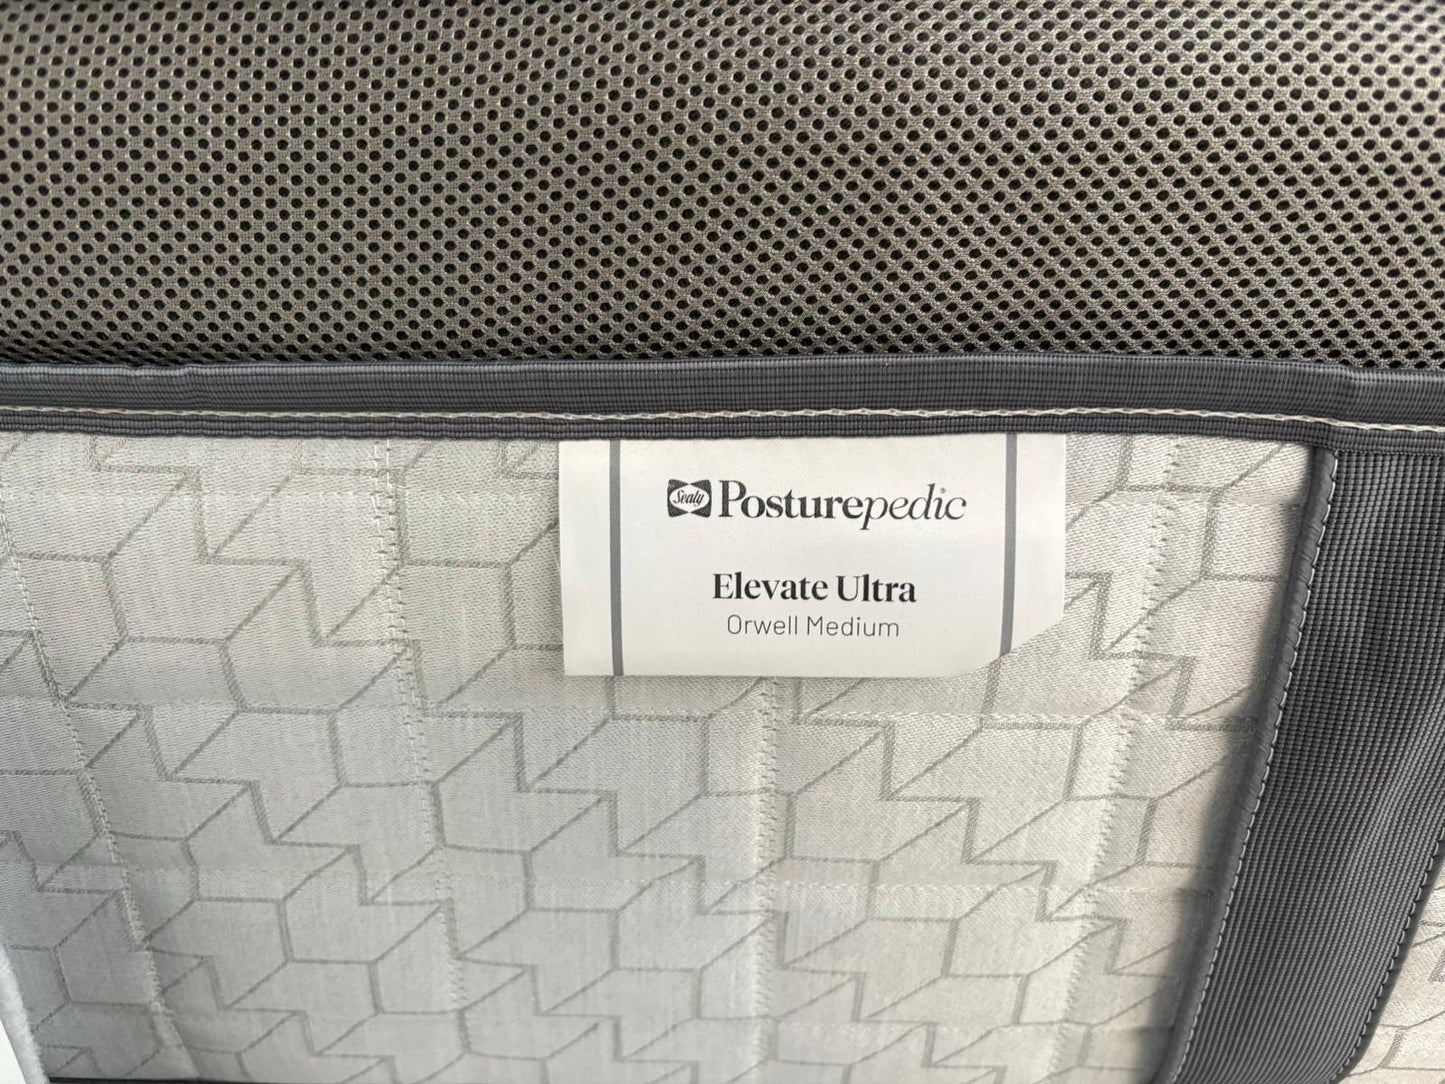 Sealy Posturepedic®
Elevate Ultra
Orwell Medium